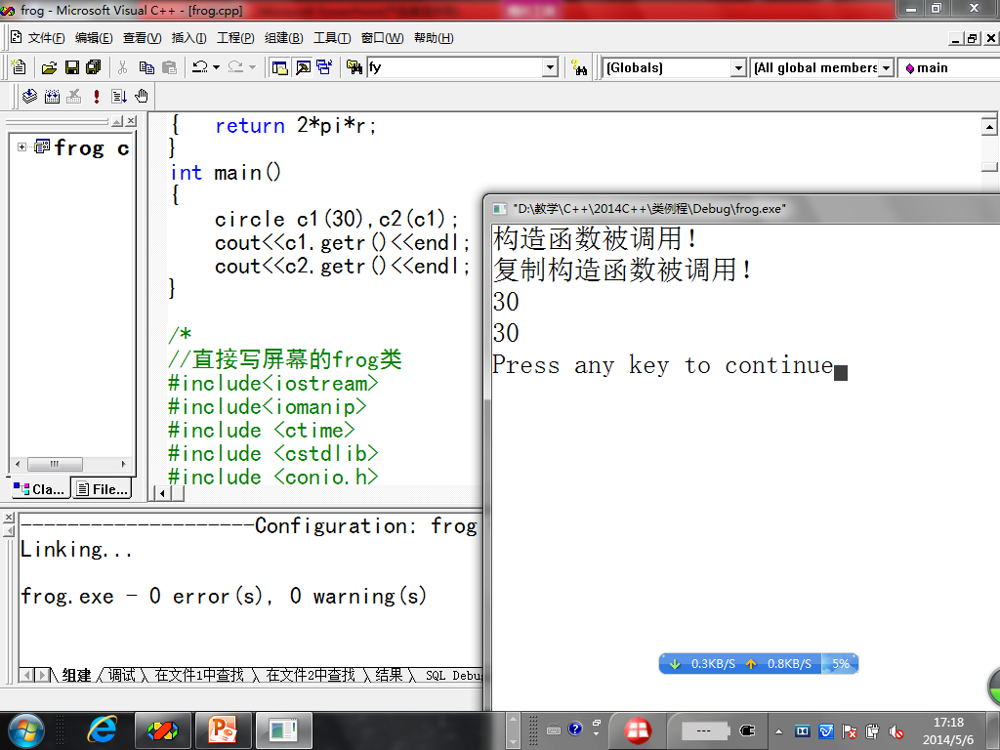 frog - Microsoft Visual C++ - [frog.cpp]
文件(F) 编辑(E) 查看(V) 插入(I) 工程(P) 组建(B) 工具(T) 窗口(W) 帮助(H)
fy
(Globals)
(All global members
main
frog c
Cla...
File...
{   return 2*pi*r;
}
int main()
{
    circle c1(30),c2(c1);
    cout<<c1.getr()<<endl;
    cout<<c2.getr()<<endl;
}
/*
//直接写屏幕的frog类
#include<iostream>
#include<iomanip>
#include <ctime>
#include <cstdlib>
#include <conio.h>
"D:\教学\C++\2014C++\类例程\Debug\frog.exe"
构造函数被调用!
复制构造函数被调用!
30
30
Press any key to continue
--------------------Configuration: frog
Linking...
frog.exe - 0 error(s), 0 warning(s)
组建 调试 在文件1中查找 在文件2中查找 结果 SQL Debu
0.3KB/S 0.8KB/S 5%
---
17:18
2014/5/6